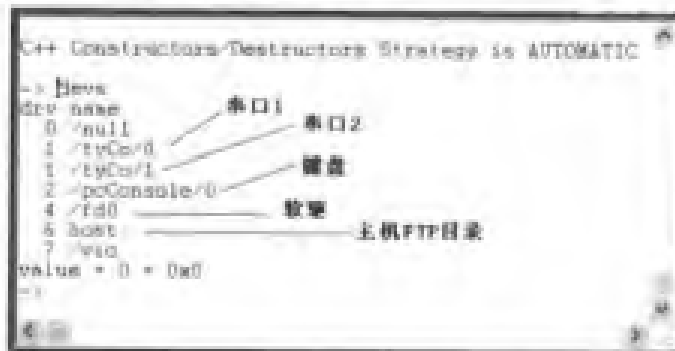 C++ Constructors/Destructors Strategy is AUTOMATIC
-> devs
drv name
0 /null
1 /tyCo/0 串口1
1 /tyCo/1 串口2
2 /pcConsole/0 键盘
4 /fd0 软驱
6 host: 主机FTP目录
7 /vio
value = 0 = 0x0
->